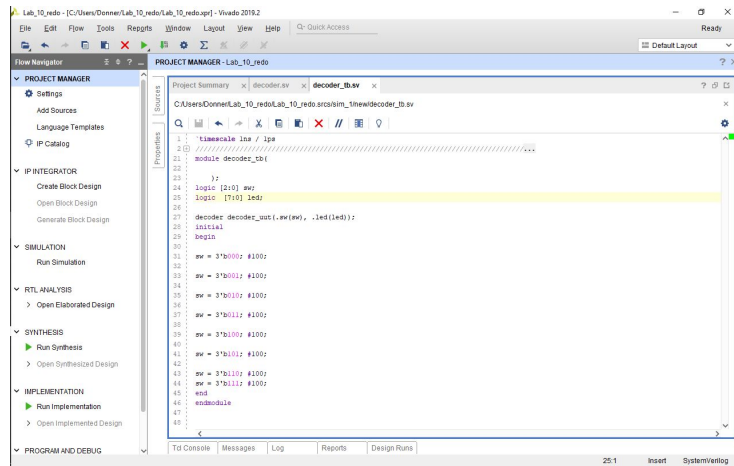 Lab_10_redo - [C:/Users/Donner/Lab_10_redo/Lab_10_redo.xpr] - Vivado 2019.2
File Edit Flow Tools Reports Window Layout View Help Q- Quick Access
Ready
Default Layout
Flow Navigator
PROJECT MANAGER - Lab_10_redo
PROJECT MANAGER
Settings
Add Sources
Language Templates
IP Catalog
IP INTEGRATOR
Create Block Design
Open Block Design
Generate Block Design
SIMULATION
Run Simulation
RTL ANALYSIS
Open Elaborated Design
SYNTHESIS
Run Synthesis
Open Synthesized Design
IMPLEMENTATION
Run Implementation
Open Implemented Design
PROGRAM AND DEBUG
Sources
Properties
Project Summary × decoder.sv × decoder_tb.sv ×
C:/Users/Donner/Lab_10_redo/Lab_10_redo.srcs/sim_1/new/decoder_tb.sv
1 `timescale 1ns / 1ps
2 //////////////////////////////////////////////////////////////////////////////////...
21 module decoder_tb(
22
23 );
24 logic [2:0] sw;
25 logic [7:0] led;
26
27 decoder decoder_uut(.sw(sw), .led(led));
28 initial
29 begin
30
31 sw = 3'b000; #100;
32
33 sw = 3'b001; #100;
34
35 sw = 3'b010; #100;
36
37 sw = 3'b011; #100;
38
39 sw = 3'b100; #100;
40
41 sw = 3'b101; #100;
42
43 sw = 3'b110; #100;
44 sw = 3'b111; #100;
45 end
46 endmodule
47
48
Tcl Console Messages Log Reports Design Runs
25:1 Insert SystemVerilog